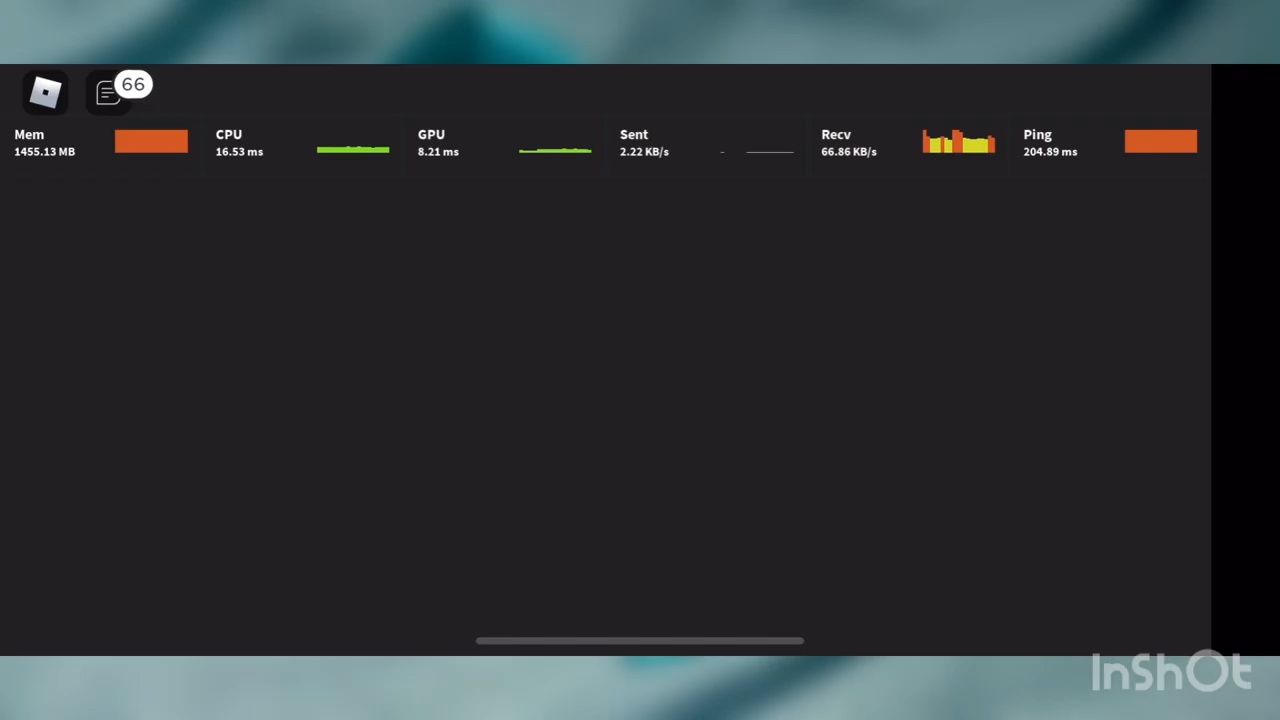 66
Mem
1455.13 MB
CPU
16.53 ms
GPU
8.21 ms
Sent
2.22 KB/s
Recv
66.86 KB/s
Ping
204.89 ms
InShOt